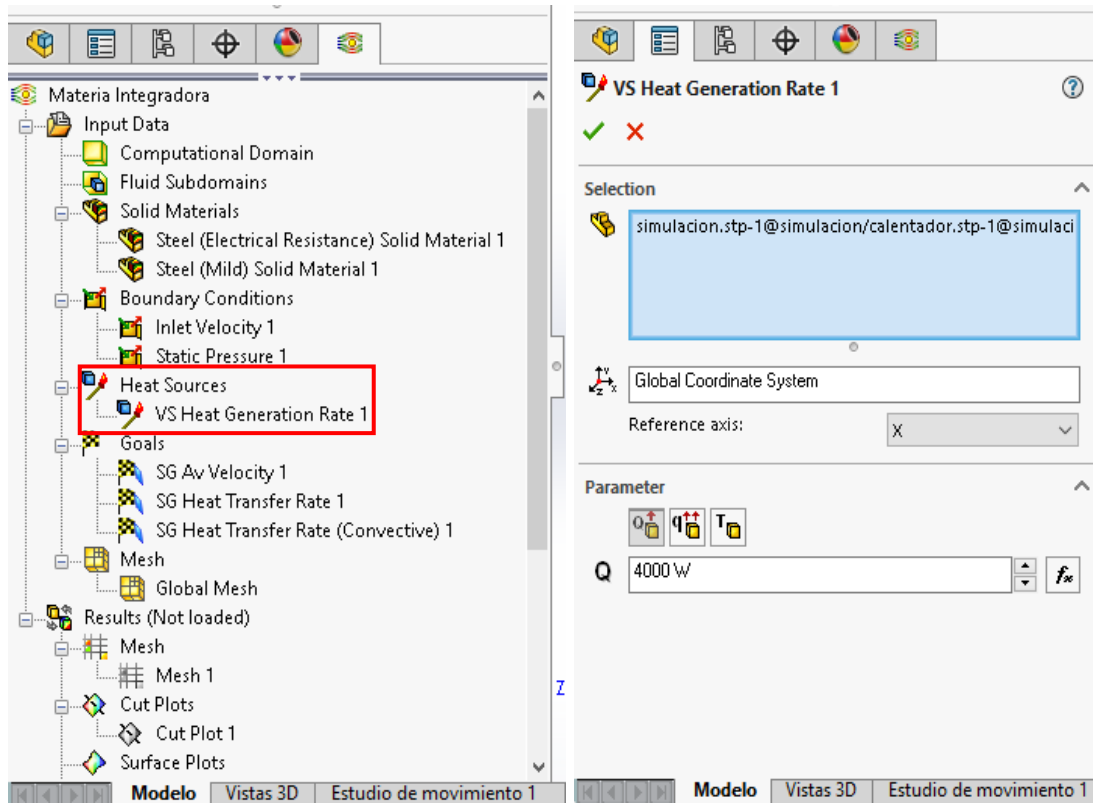 Materia Integradora
Input Data
Computational Domain
Fluid Subdomains
Solid Materials
Steel (Electrical Resistance) Solid Material 1
Steel (Mild) Solid Material 1
Boundary Conditions
Inlet Velocity 1
Static Pressure 1
Heat Sources
VS Heat Generation Rate 1
Goals
SG Av Velocity 1
SG Heat Transfer Rate 1
SG Heat Transfer Rate (Convective) 1
Mesh
Global Mesh
Results (Not loaded)
Mesh
Mesh 1
Cut Plots
Cut Plot 1
Surface Plots
Z
Modelo Vistas 3D Estudio de movimiento 1
VS Heat Generation Rate 1 ?
Selection
simulacion.stp-1@simulacion/calentador.stp-1@simulaci
Y
X
Z
Global Coordinate System
Reference axis: X
Parameter
Q q T
Q 4000 W fx
Modelo Vistas 3D Estudio de movimiento 1